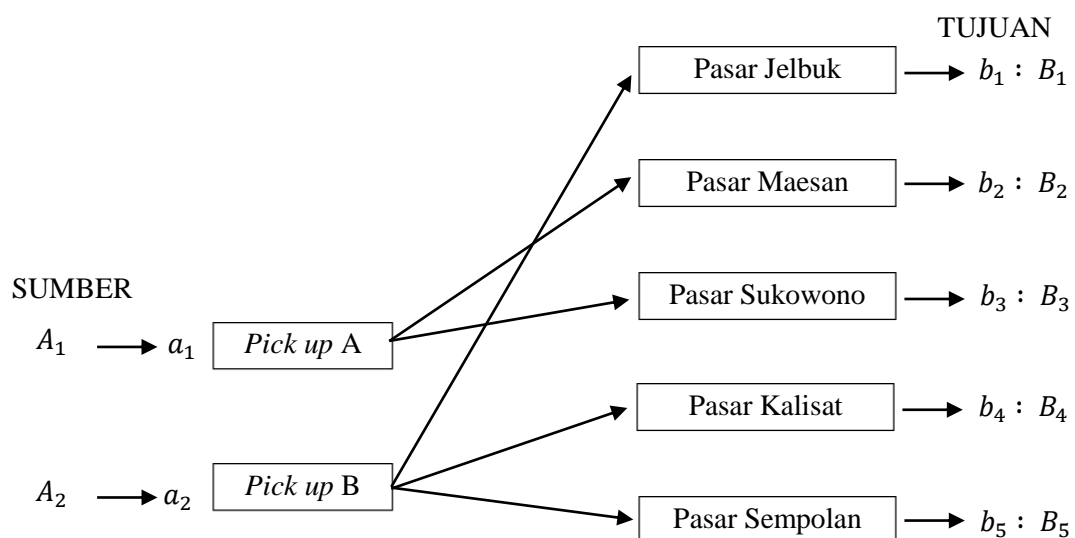 TUJUAN
Pasar Jelbuk b₁ : B₁
Pasar Maesan b₂ : B₂
SUMBER
Pasar Sukowono b₃ : B₃
A₁ a₁ Pick up A
Pasar Kalisat b₄ : B₄
A₂ a₂ Pick up B
Pasar Sempolan b₅ : B₅